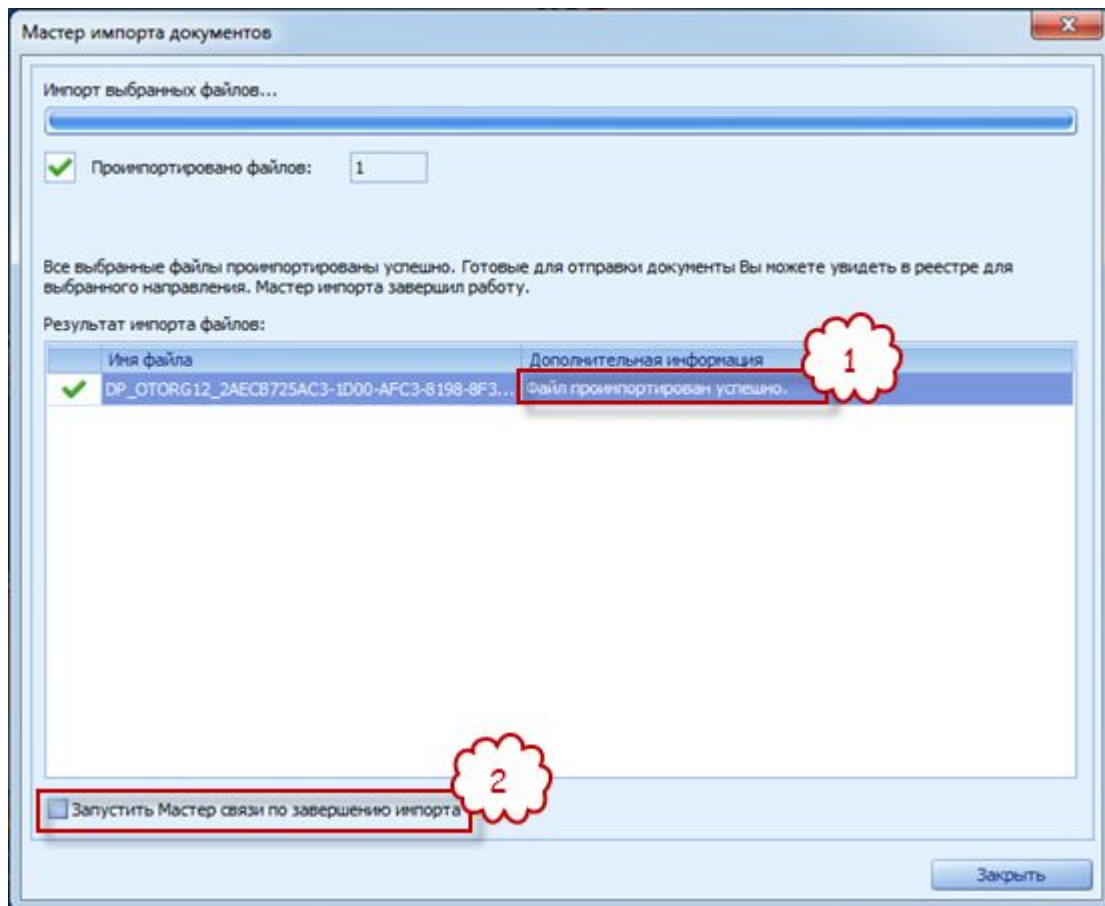 Мастер импорта документов
Импорт выбранных файлов...
Проимпортировано файлов: 1
Все выбранные файлы проимпортированы успешно. Готовые для отправки документы Вы можете увидеть в реестре для
выбранного направления. Мастер импорта завершил работу.
Результат импорта файлов:
Имя файла Дополнительная информация
1
DP_OTORG12_2AECB725AC3-1D00-AFC3-8198-8F3... Файл проимпортирован успешно.
2
Запустить Мастер связи по завершению импорта
Закрыть